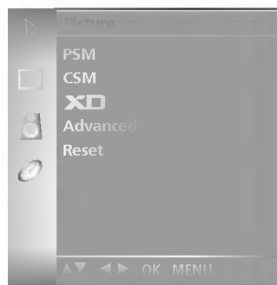 Picture
PSM
CSM
XD
Advanced
Reset
▲▼ ◀▶ OK MENU